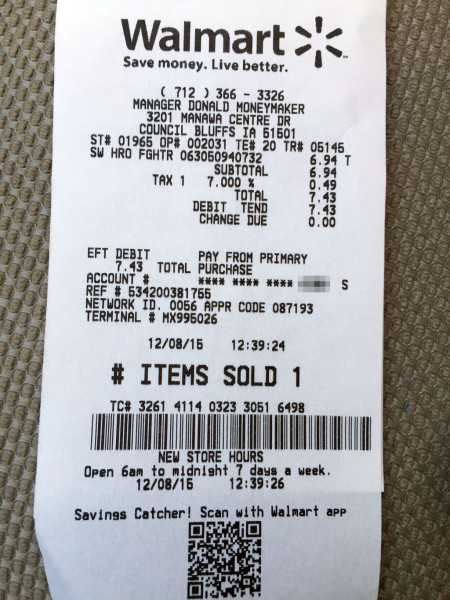 Walmart
Save money. Live better.
( 712 ) 366 - 3326
MANAGER DONALD MONEYMAKER
3201 MANAWA CENTRE DR
COUNCIL BLUFFS IA 51501
ST# 01965 OP# 002031 TE# 20 TR# 05145
SW HRO FGHTR 063050940732 6.94 T
SUBTOTAL 6.94
TAX 1 7.000 % 0.49
TOTAL 7.43
DEBIT TEND 7.43
CHANGE DUE 0.00
EFT DEBIT PAY FROM PRIMARY
7.43 TOTAL PURCHASE
ACCOUNT # **** **** **** S
REF # 534200381755
NETWORK ID. 0056 APPR CODE 087193
TERMINAL # MX995026
12/08/15 12:39:24
# ITEMS SOLD 1
TC# 3261 4114 0323 3051 6498
NEW STORE HOURS
Open 6am to midnight 7 days a week.
12/08/15 12:39:26
Savings Catcher! Scan with Walmart app